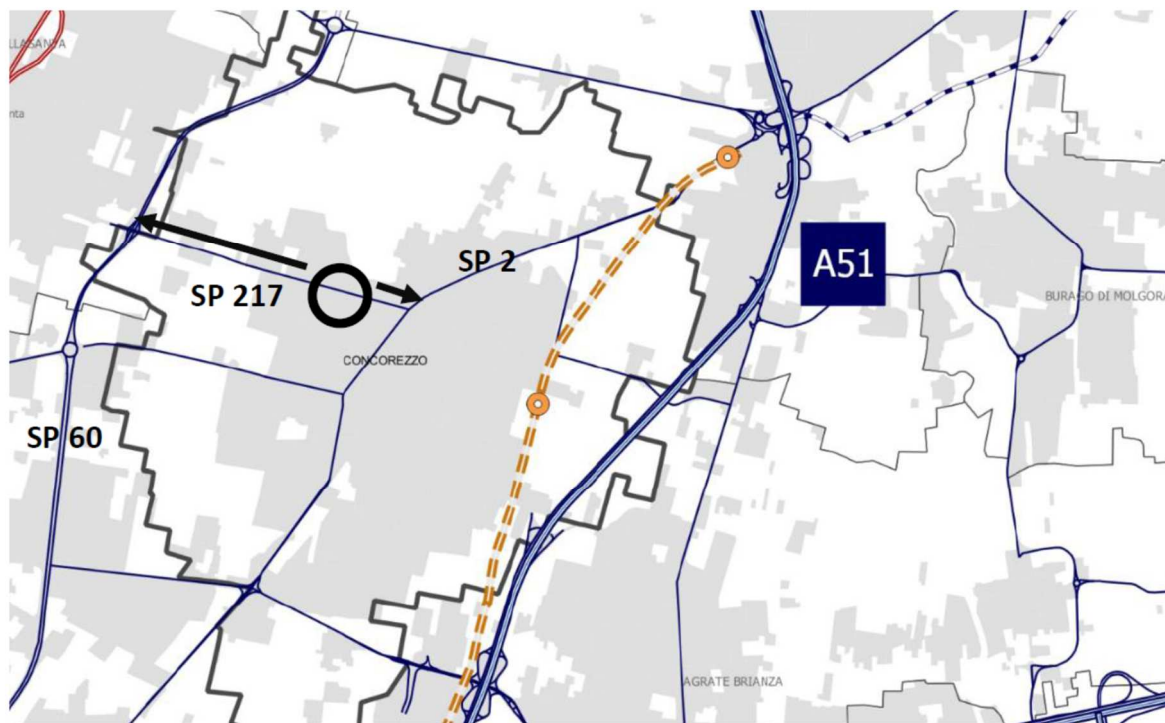 SP 2
A51
SP 217
BURAGO DI MOLGORA
CONCOREZZO
SP 60
AGRATE BRIANZA